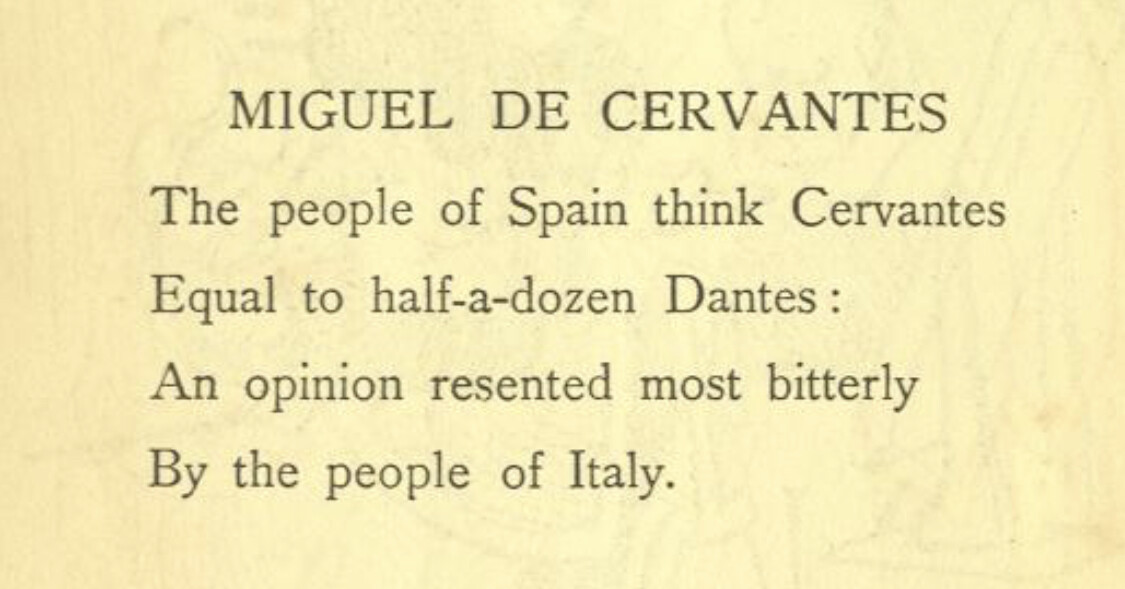 MIGUEL DE CERVANTES
The people of Spain think Cervantes
Equal to half-a-dozen Dantes :
An opinion resented most bitterly
By the people of Italy.